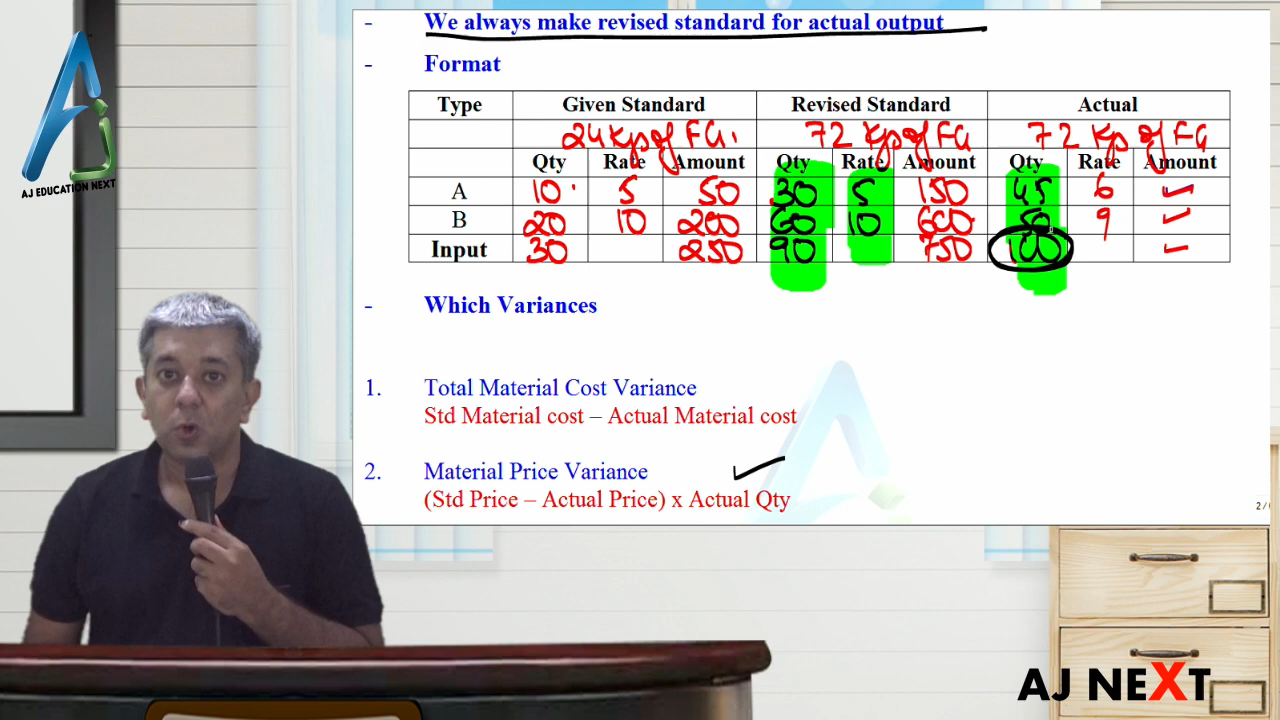 - We always make revised standard for actual output
- Format
Type Given Standard Revised Standard Actual
24 Kgs of FG. 72 Kgs of FG 72 Kgs of FG
Qty Rate Amount Qty Rate Amount Qty Rate Amount
A 10 5 50 30 5 150 45 6
B 20 10 200 60 10 600 9
Input 30 250 90 750
- Which Variances
1. Total Material Cost Variance
Std Material cost – Actual Material cost
2. Material Price Variance
(Std Price – Actual Price) x Actual Qty
2/
AJ EDUCATION NEXT
AJ NEXT